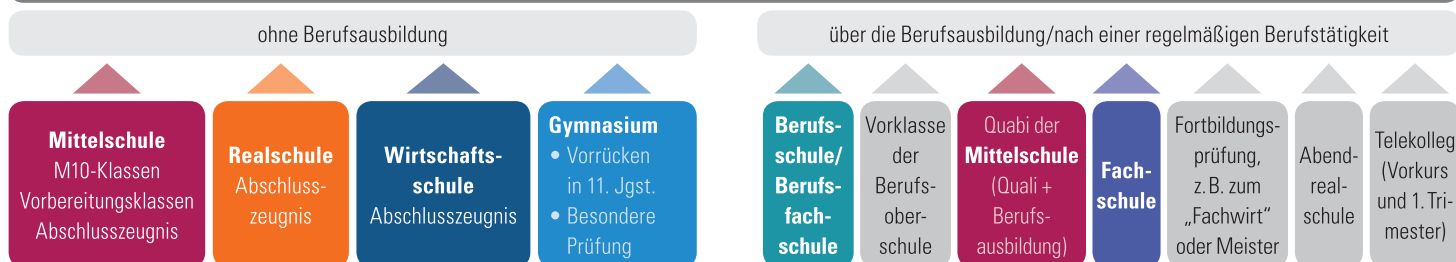 ohne Berufsausbildung
über die Berufsausbildung/nach einer regelmäßigen Berufstätigkeit
Mittelschule
M10-Klassen
Vorbereitungsklassen
Abschlusszeugnis
Realschule
Abschluss-
zeugnis
Wirtschafts-
schule
Abschlusszeugnis
Gymnasium
• Vorrücken
in 11. Jgst.
• Besondere
Prüfung
Berufs-
schule/
Berufs-
fach-
schule
Vorklasse
der
Berufs-
ober-
schule
Quabi der
Mittelschule
(Quali +
Berufs-
ausbildung)
Fach-
schule
Fortbildungs-
prüfung,
z. B. zum
„Fachwirt“
oder Meister
Abend-
real-
schule
Telekolleg
(Vorkurs
und 1. Tri-
mester)